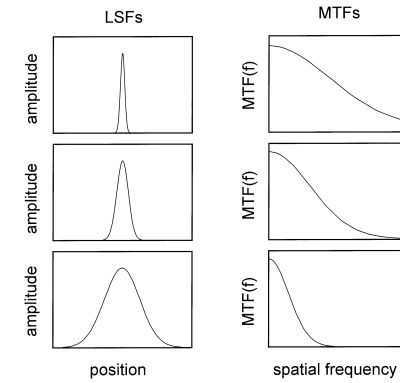 LSFs
MTFs
amplitude
MTF(f)
amplitude
MTF(f)
amplitude
MTF(f)
position
spatial frequency